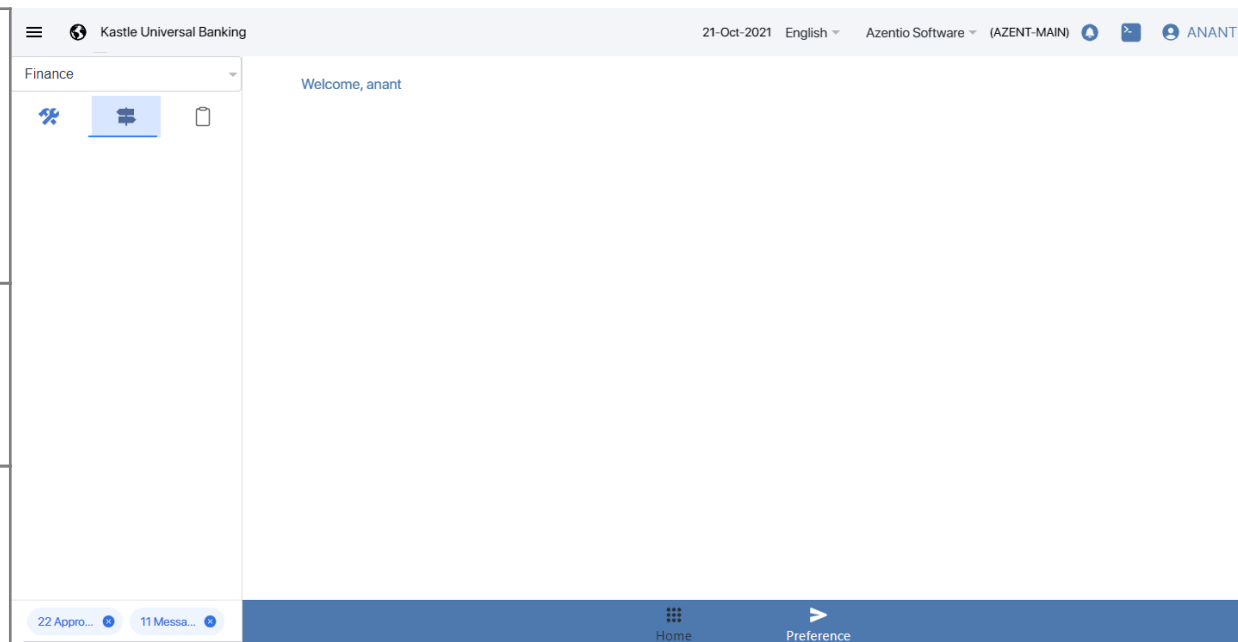 Kastle Universal Banking 21-Oct-2021 English Azentio Software (AZENT-MAIN) ANANT
Finance
Welcome, anant
22 Appro... 11 Messa...
Home Preference